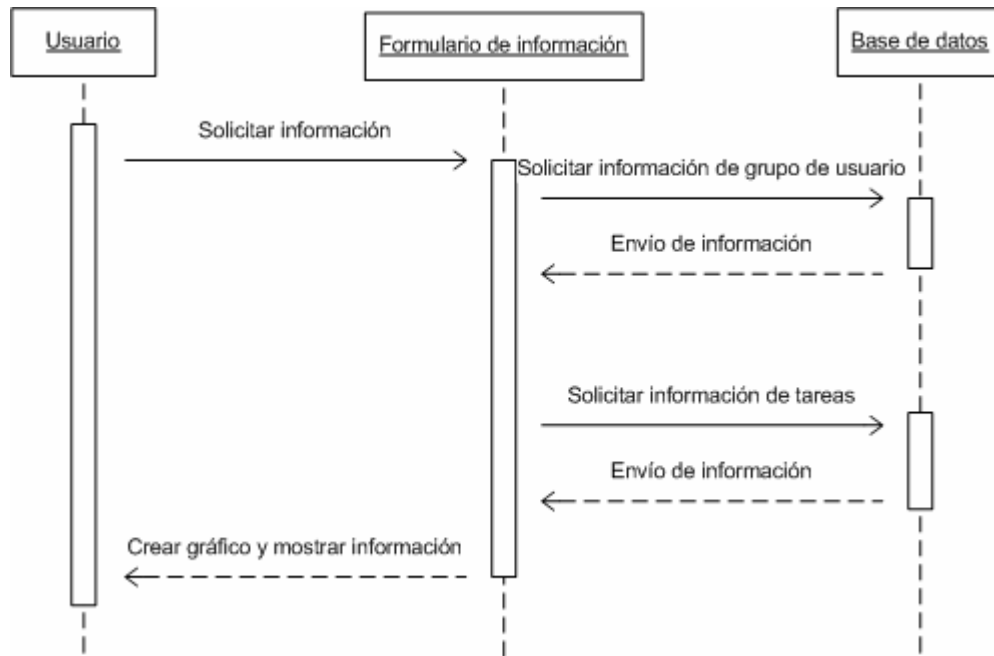 Usuario
Formulario de información
Base de datos
Solicitar información
Solicitar información de grupo de usuario
Envío de información
Solicitar información de tareas
Envío de información
Crear gráfico y mostrar información